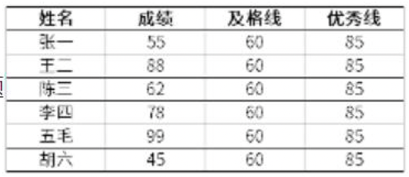 姓名 成绩 及格线 优秀线
张一 55 60 85
王二 88 60 85
陈三 62 60 85
李四 78 60 85
五毛 99 60 85
胡六 45 60 85